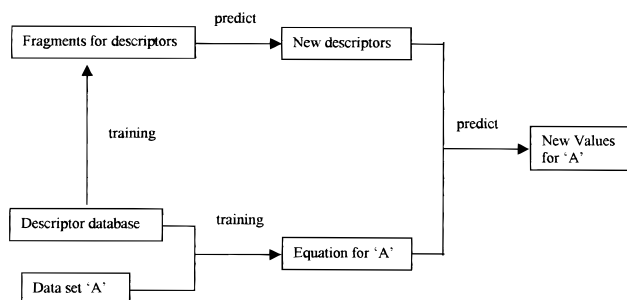 predict
Fragments for descriptors
New descriptors
training
predict
New Values
for ‘A’
Descriptor database
training
Equation for ‘A’
Data set ‘A’